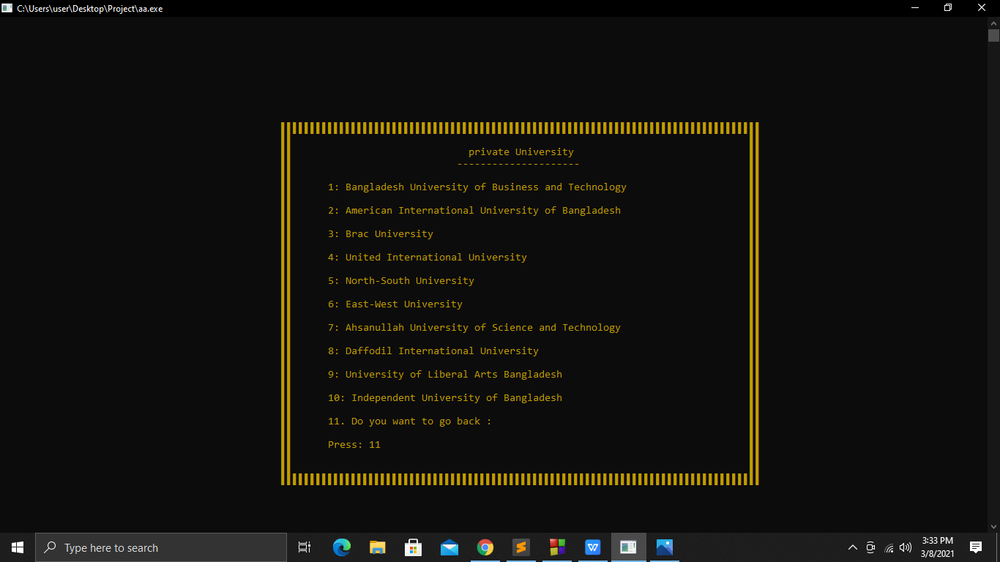 C:\Users\user\Desktop\Project\aa.exe
private University
---------------------
1: Bangladesh University of Business and Technology
2: American International University of Bangladesh
3: Brac University
4: United International University
5: North-South University
6: East-West University
7: Ahsanullah University of Science and Technology
8: Daffodil International University
9: University of Liberal Arts Bangladesh
10: Independent University of Bangladesh
11. Do you want to go back :
Press: 11
Type here to search
3:33 PM
3/8/2021